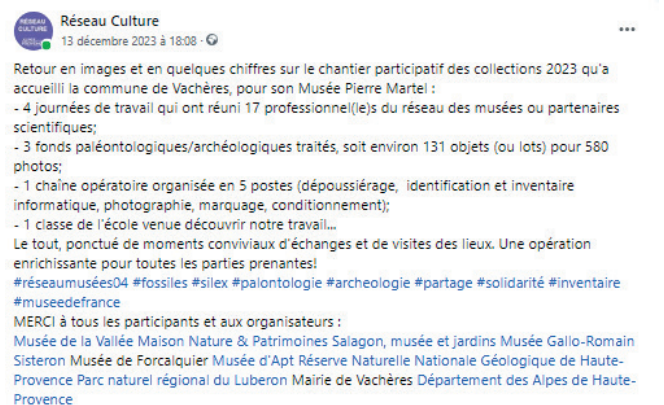 RÉSEAU
CULTURE
Réseau Culture
13 décembre 2023 à 18:08 ·
Retour en images et en quelques chiffres sur le chantier participatif des collections 2023 qu'a
accueilli la commune de Vachères, pour son Musée Pierre Martel :
- 4 journées de travail qui ont réuni 17 professionnel(le)s du réseau des musées ou partenaires
scientifiques;
- 3 fonds paléontologiques/archéologiques traités, soit environ 131 objets (ou lots) pour 580
photos;
- 1 chaîne opératoire organisée en 5 postes (dépoussiérage, identification et inventaire
informatique, photographie, marquage, conditionnement);
- 1 classe de l'école venue découvrir notre travail...
Le tout, ponctué de moments conviviaux d'échanges et de visites des lieux. Une opération
enrichissante pour toutes les parties prenantes!
#réseaumusées04 #fossiles #silex #palontologie #archeologie #partage #solidarité #inventaire
#museedefrance
MERCI à tous les participants et aux organisateurs :
Musée de la Vallée Maison Nature & Patrimoines Salagon, musée et jardins Musée Gallo-Romain
Sisteron Musée de Forcalquier Musée d'Apt Réserve Naturelle Nationale Géologique de Haute-
Provence Parc naturel régional du Luberon Mairie de Vachères Département des Alpes de Haute-
Provence